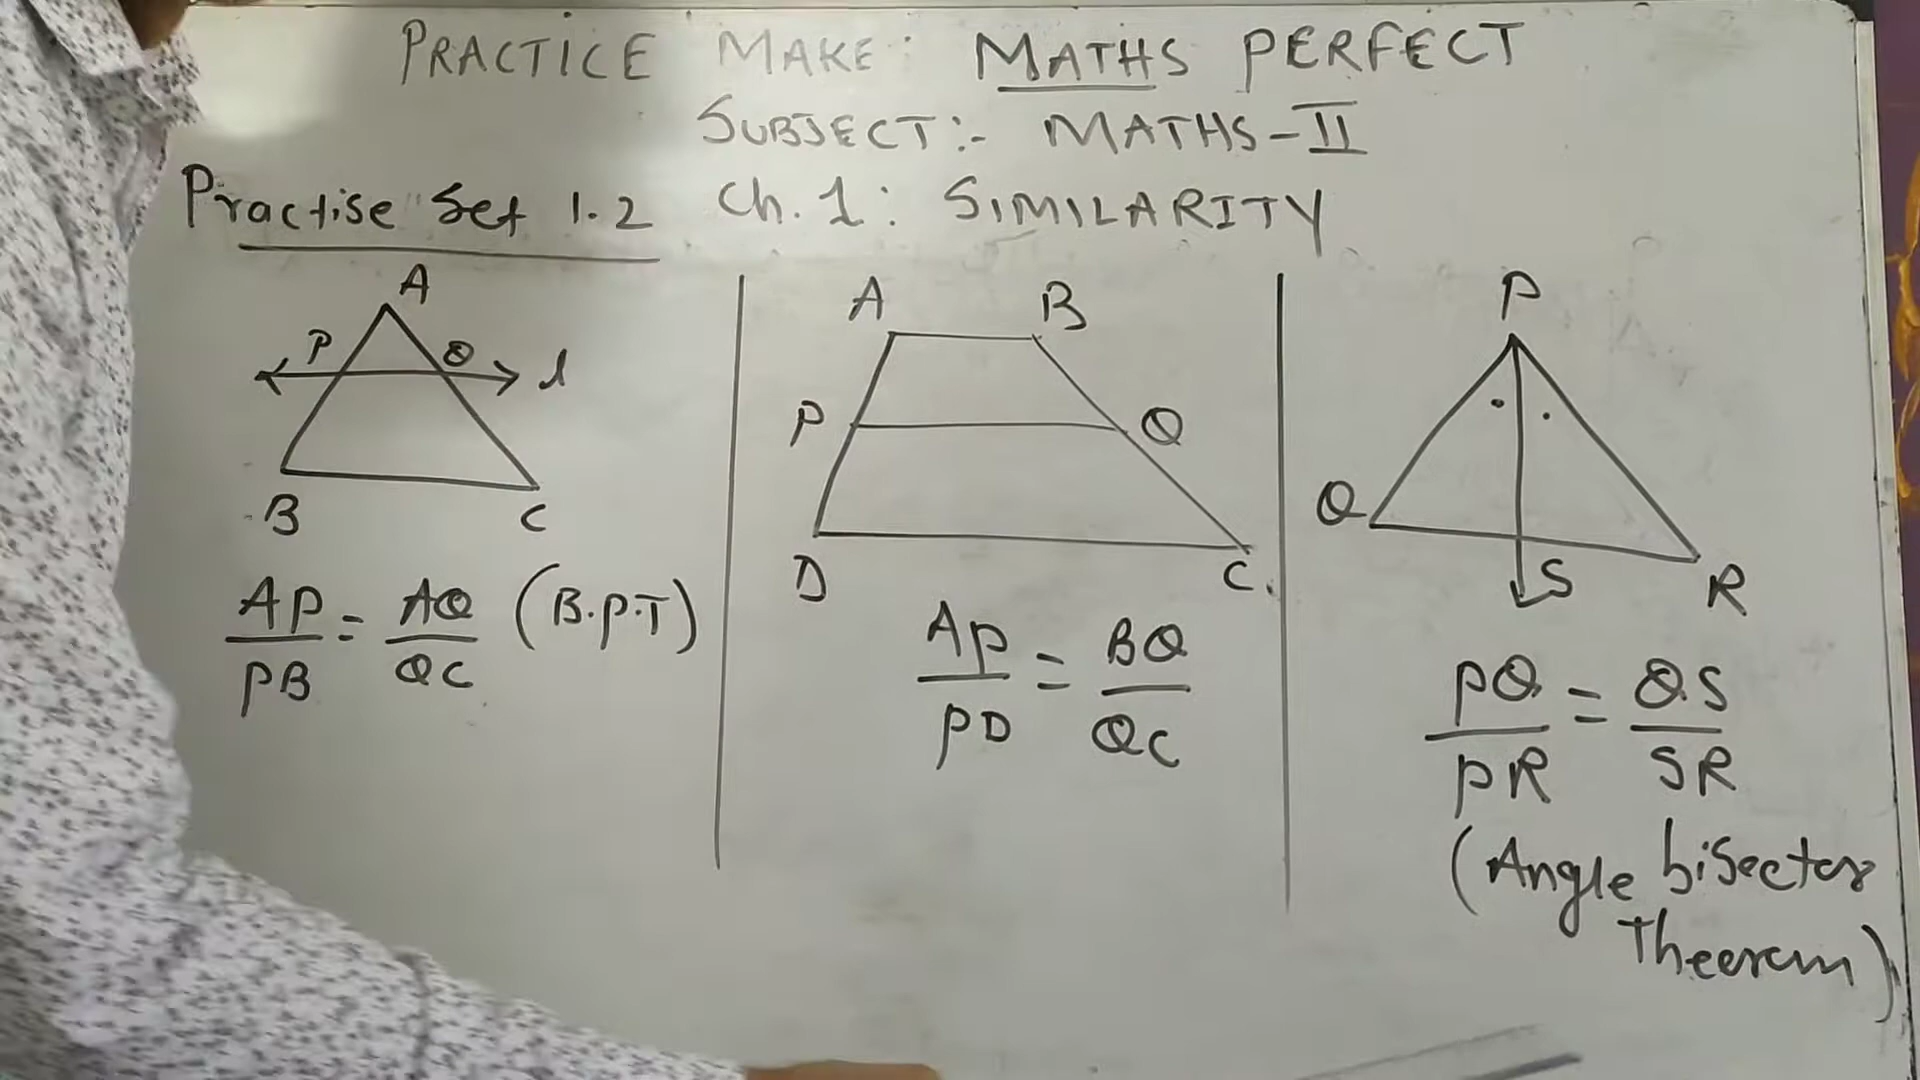 PRACTICE MAKE: MATHS PERFECT
SUBJECT:- MATHS-II
Practise Set 1.2 Ch. 1: SIMILARITY
A
P Q l
B C
AP/PB = AQ/QC (B.P.T)
A B
P Q
D C.
AP/PD = BQ/QC
P
Q S R
PQ/PR = QS/SR
(Angle bisector
Theorem)